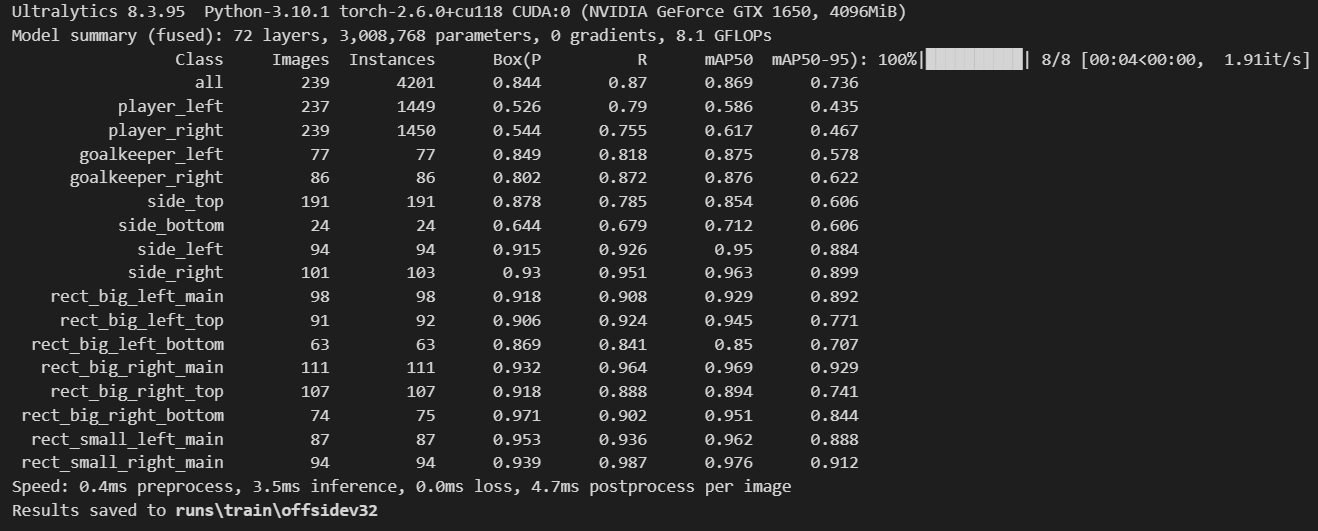 Ultralytics 8.3.95 Python-3.10.1 torch-2.6.0+cu118 CUDA:0 (NVIDIA GeForce GTX 1650, 4096MiB)
Model summary (fused): 72 layers, 3,008,768 parameters, 0 gradients, 8.1 GFLOPs
Class Images Instances Box(P R mAP50 mAP50-95): 100%|██████████| 8/8 [00:04<00:00, 1.91it/s]
all 239 4201 0.844 0.87 0.869 0.736
player_left 237 1449 0.526 0.79 0.586 0.435
player_right 239 1450 0.544 0.755 0.617 0.467
goalkeeper_left 77 77 0.849 0.818 0.875 0.578
goalkeeper_right 86 86 0.802 0.872 0.876 0.622
side_top 191 191 0.878 0.785 0.854 0.606
side_bottom 24 24 0.644 0.679 0.712 0.606
side_left 94 94 0.915 0.926 0.95 0.884
side_right 101 103 0.93 0.951 0.963 0.899
rect_big_left_main 98 98 0.918 0.908 0.929 0.892
rect_big_left_top 91 92 0.906 0.924 0.945 0.771
rect_big_left_bottom 63 63 0.869 0.841 0.85 0.707
rect_big_right_main 111 111 0.932 0.964 0.969 0.929
rect_big_right_top 107 107 0.918 0.888 0.894 0.741
rect_big_right_bottom 74 75 0.971 0.902 0.951 0.844
rect_small_left_main 87 87 0.953 0.936 0.962 0.888
rect_small_right_main 94 94 0.939 0.987 0.976 0.912
Speed: 0.4ms preprocess, 3.5ms inference, 0.0ms loss, 4.7ms postprocess per image
Results saved to runs\train\offsidev32